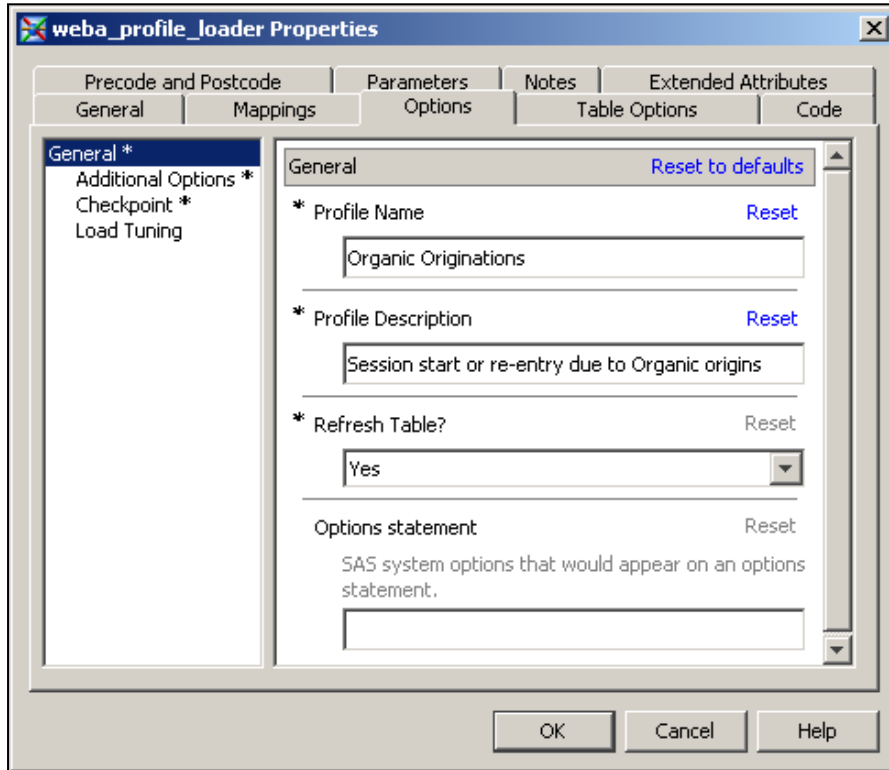 weba_profile_loader Properties
Precode and Postcode Parameters Notes Extended Attributes
General Mappings Options Table Options Code
General *
Additional Options *
Checkpoint *
Load Tuning
General Reset to defaults
* Profile Name Reset
Organic Originations
* Profile Description Reset
Session start or re-entry due to Organic origins
* Refresh Table? Reset
Yes
Options statement Reset
SAS system options that would appear on an options
statement.
OK Cancel Help